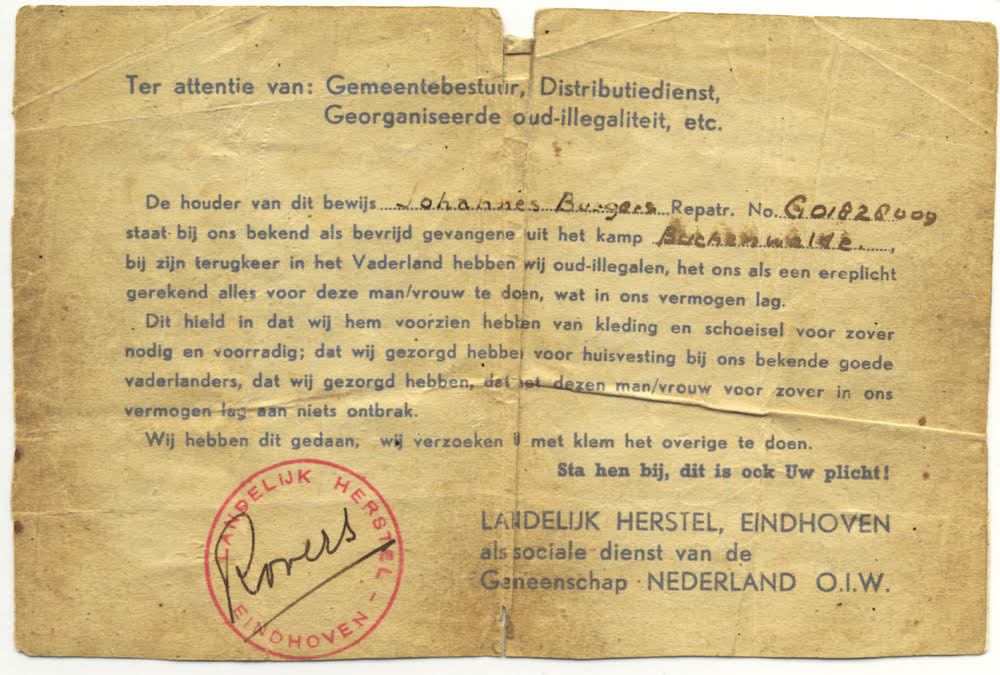 Ter attentie van: Gemeentebestuur, Distributiedienst,
Georganiseerde oud-illegaliteit, etc.
De houder van dit bewijs Johannes Burgers Repatr. No. G01828009
staat bij ons bekend als bevrijd gevangene uit het kamp Buchenwalde.,
bij zijn terugkeer in het Vaderland hebben wij oud-illegalen, het ons als een ereplicht
gerekend alles voor deze man/vrouw te doen, wat in ons vermogen lag.
Dit hield in dat wij hem voorzien hebben van kleding en schoeisel voor zover
nodig en voorradig; dat wij gezorgd hebben voor huisvesting bij ons bekende goede
vaderlanders, dat wij gezorgd hebben, dat het dezen man/vrouw voor zover in ons
vermogen lag aan niets ontbrak.
Wij hebben dit gedaan, wij verzoeken U met klem het overige te doen.
Sta hen bij, dit is ook Uw plicht!
LANDELIJK HERSTEL, EINDHOVEN
als sociale dienst van de
Gemeenschap NEDERLAND O.I.W.
LANDELIJK HERSTEL - EINDHOVEN -
Rovers